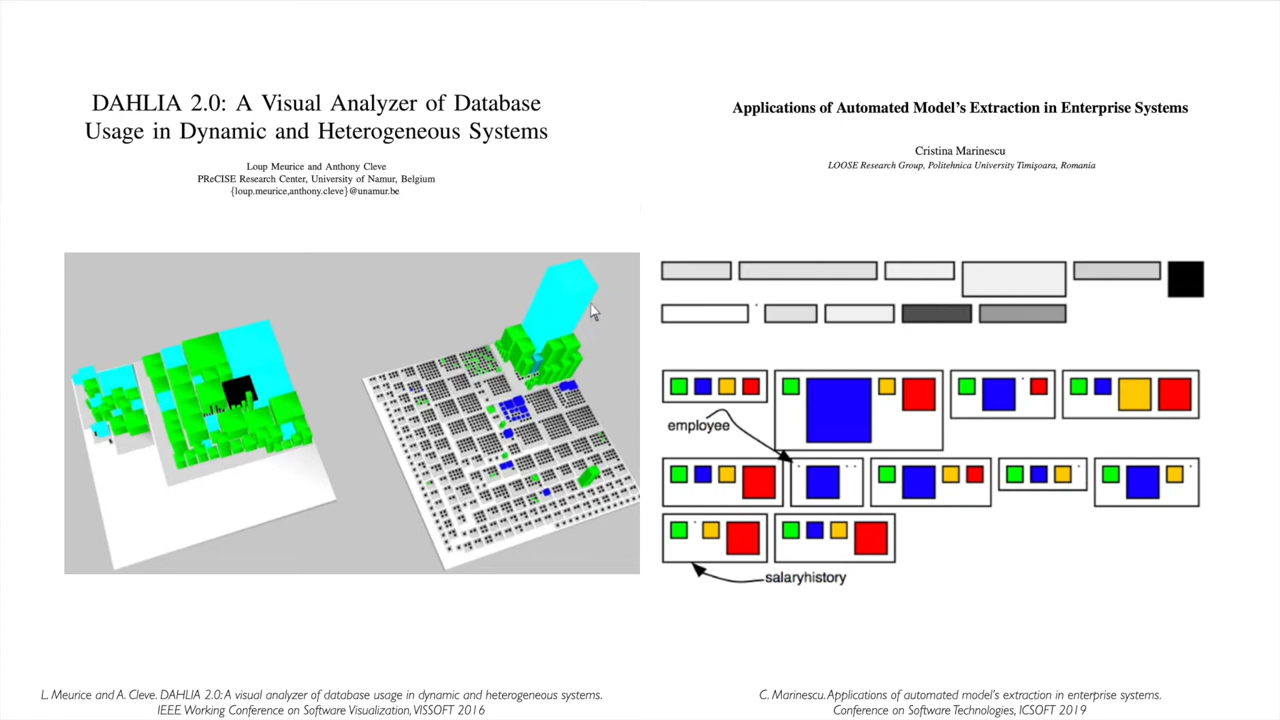 DAHLIA 2.0: A Visual Analyzer of Database
Usage in Dynamic and Heterogeneous Systems
Loup Meurice and Anthony Cleve
PReCISE Research Center, University of Namur, Belgium
{loup.meurice,anthony.cleve}@unamur.be
Applications of Automated Model's Extraction in Enterprise Systems
Cristina Marinescu
LOOSE Research Group, Politehnica University Timişoara, Romania
employee
salaryhistory
L. Meurice and A. Cleve. DAHLIA 2.0: A visual analyzer of database usage in dynamic and heterogeneous systems.
IEEE Working Conference on Software Visualization, VISSOFT 2016
C. Marinescu. Applications of automated model's extraction in enterprise systems.
Conference on Software Technologies, ICSOFT 2019